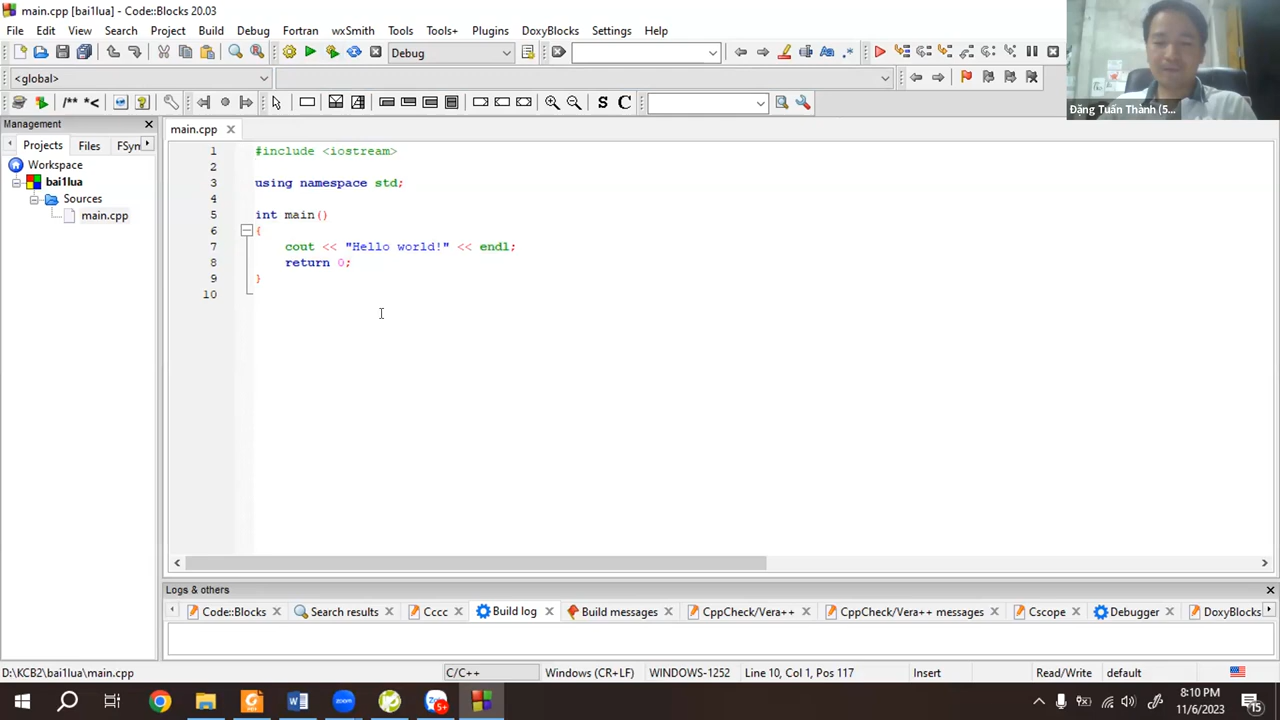 main.cpp [bai1lua] - Code::Blocks 20.03
File Edit View Search Project Build Debug Fortran wxSmith Tools Tools+ Plugins DoxyBlocks Settings Help
Debug
<global>
/** *<
S C
Đặng Tuấn Thành (5...
Management
Projects Files FSyn
Workspace
bai1lua
Sources
main.cpp
main.cpp
1 #include <iostream>
2
3 using namespace std;
4
5 int main()
6 {
7 cout << "Hello world!" << endl;
8 return 0;
9 }
10
Logs & others
Code::Blocks Search results Cccc Build log Build messages CppCheck/Vera++ CppCheck/Vera++ messages Cscope Debugger DoxyBlocks
D:\KCB2\bai1lua\main.cpp C/C++ Windows (CR+LF) WINDOWS-1252 Line 10, Col 1, Pos 117 Insert Read/Write default
8:10 PM
11/6/2023
15